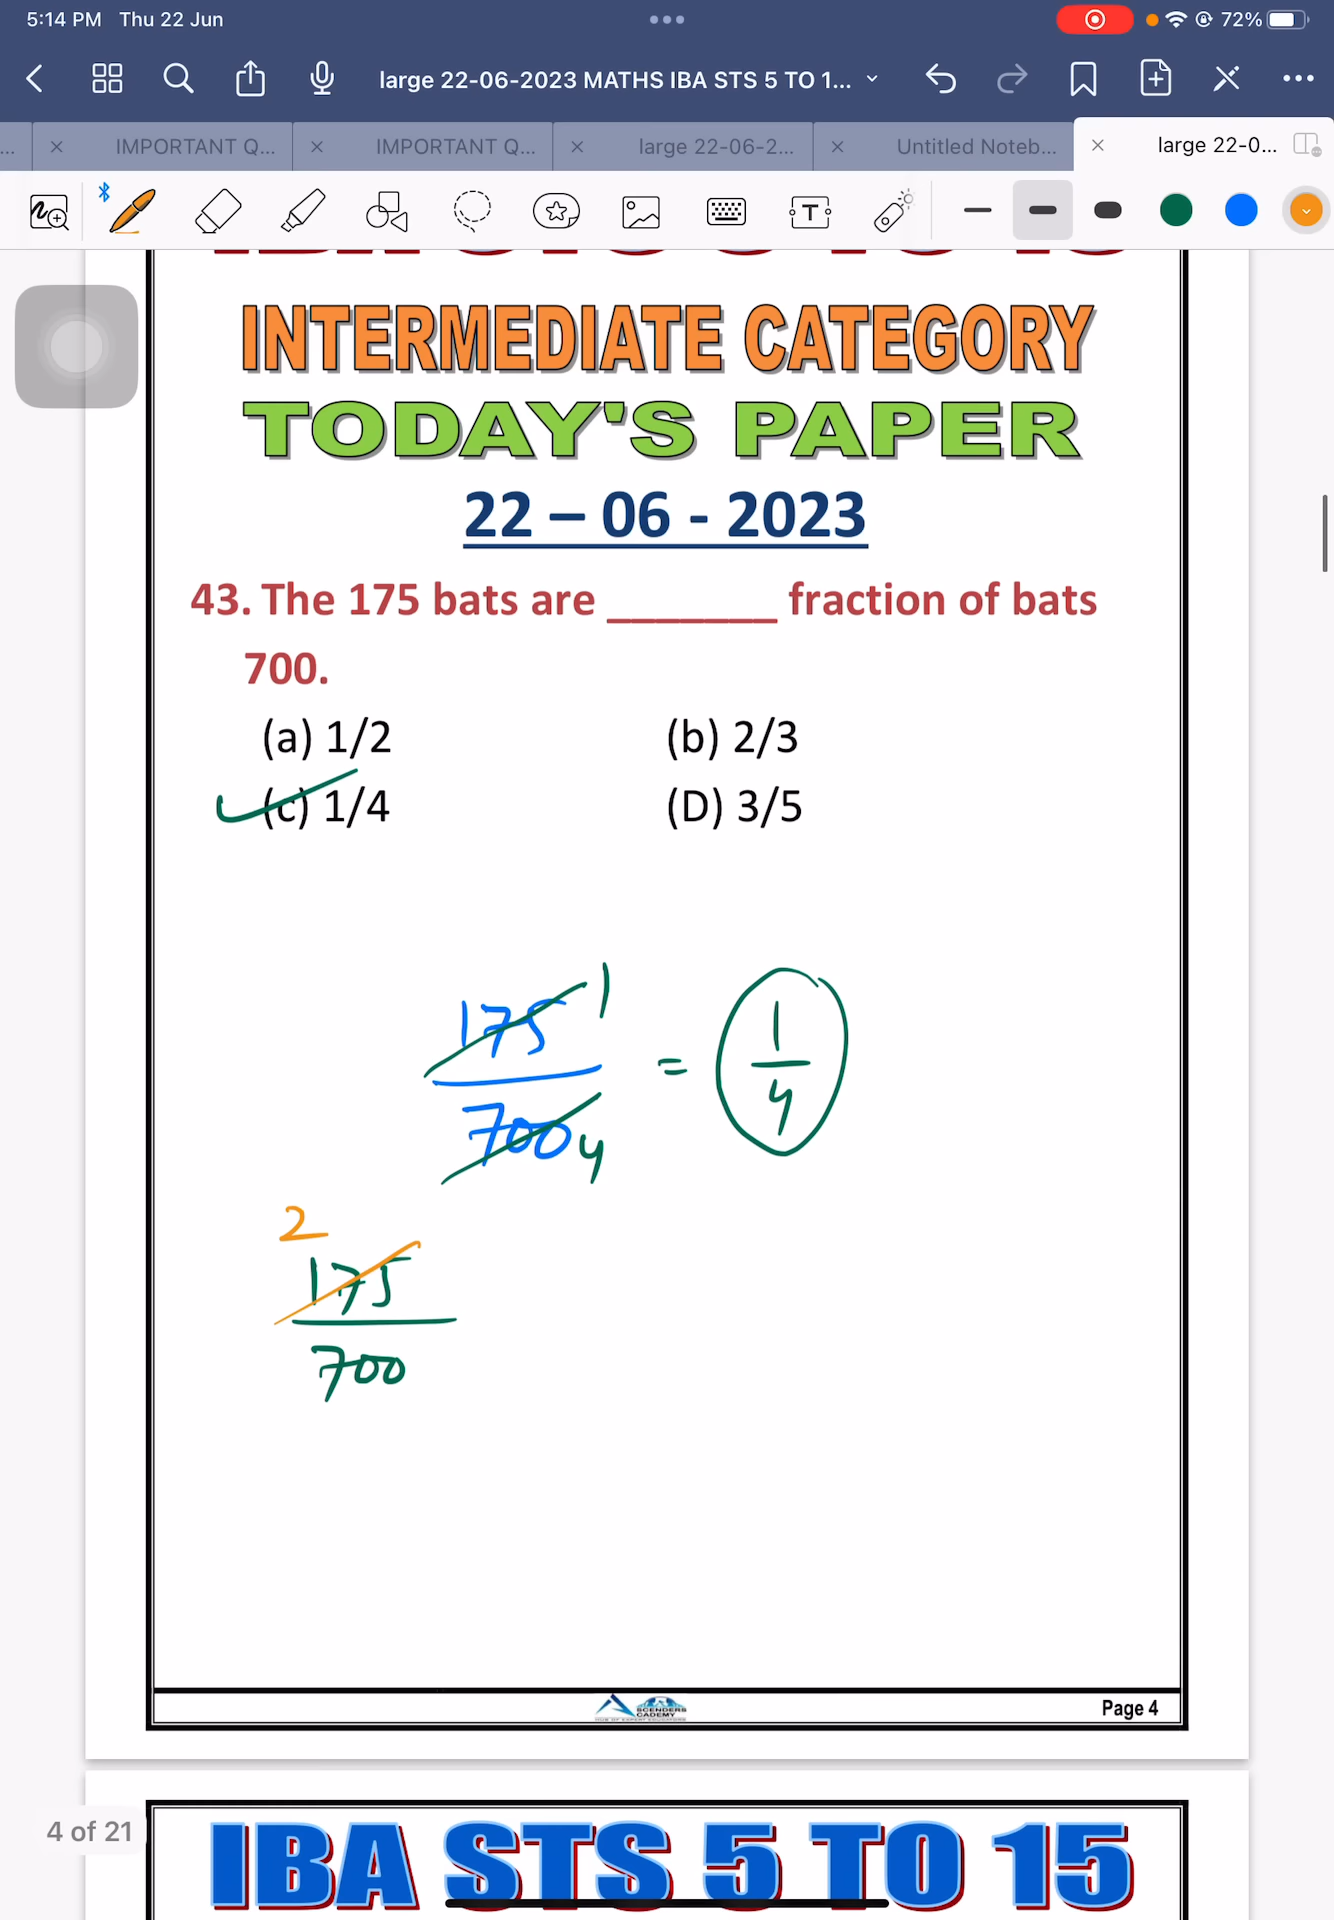 5:14 PM Thu 22 Jun
72%
large 22-06-2023 MATHS IBA STS 5 TO 1...
IMPORTANT Q...
IMPORTANT Q...
large 22-06-2...
Untitled Noteb...
large 22-0...
INTERMEDIATE CATEGORY
TODAY'S PAPER
22 – 06 - 2023
43. The 175 bats are _______ fraction of bats
700.
(a) 1/2 (b) 2/3
(c) 1/4 (D) 3/5
175 1
700 4
=
1
4
2
175
700
Page 4
4 of 21
IBA STS 5 TO 15